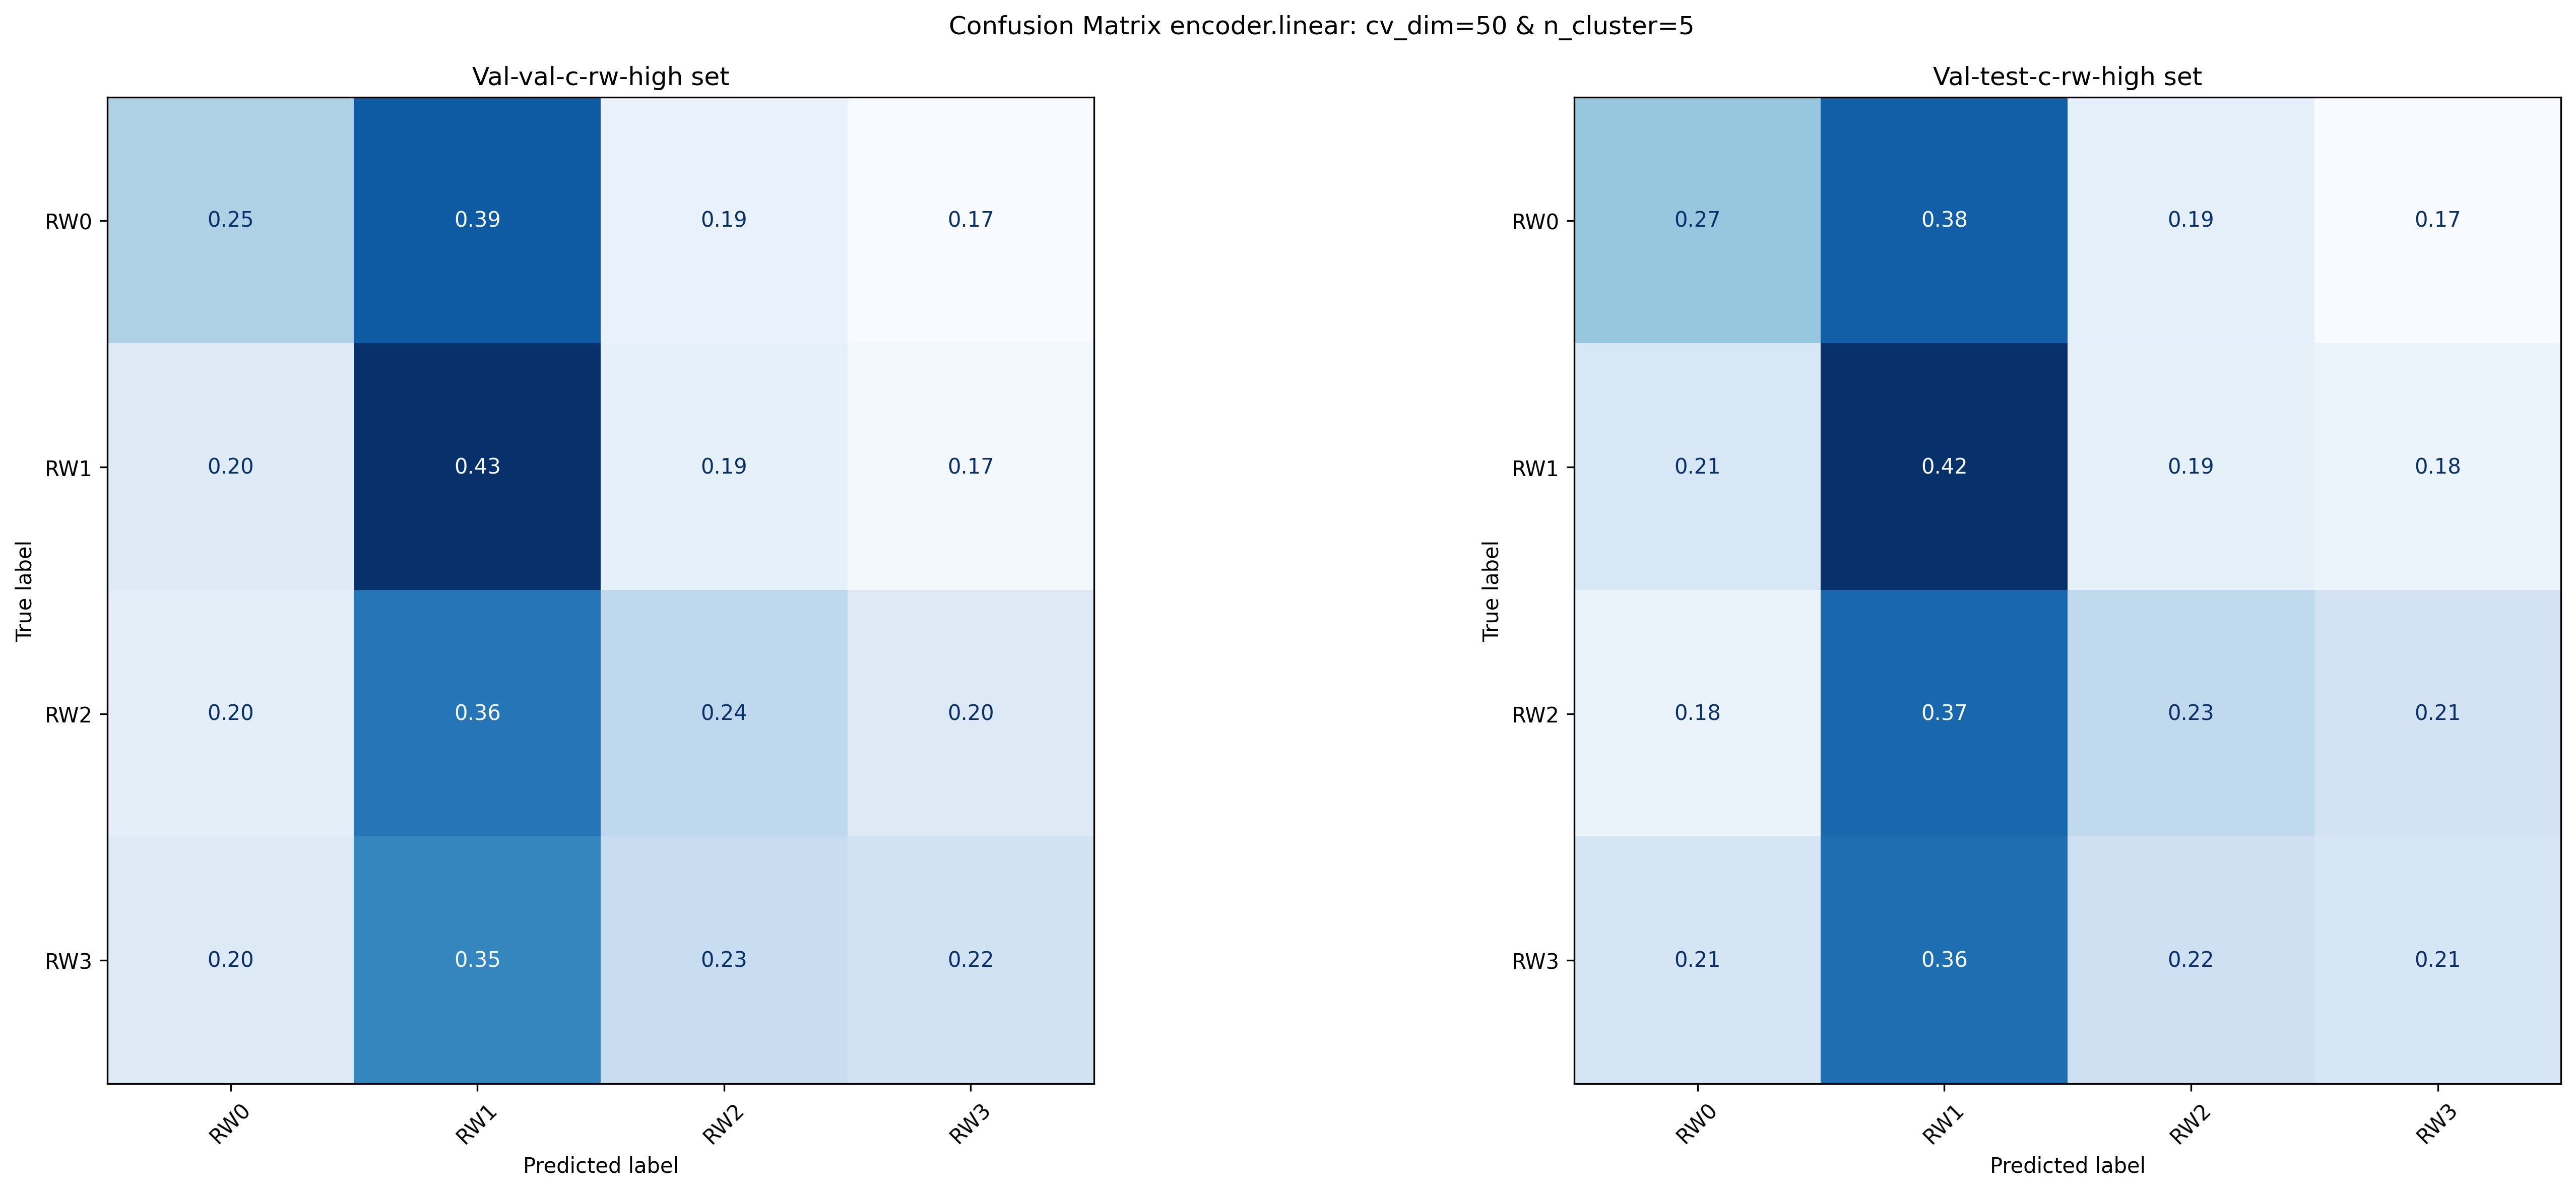 Confusion Matrix encoder.linear: cv_dim=50 & n_cluster=5
Val-val-c-rw-high set
True label
RW0 0.25 0.39 0.19 0.17
RW1 0.20 0.43 0.19 0.17
RW2 0.20 0.36 0.24 0.20
RW3 0.20 0.35 0.23 0.22
RW0 RW1 RW2 RW3
Predicted label
Val-test-c-rw-high set
True label
RW0 0.27 0.38 0.19 0.17
RW1 0.21 0.42 0.19 0.18
RW2 0.18 0.37 0.23 0.21
RW3 0.21 0.36 0.22 0.21
RW0 RW1 RW2 RW3
Predicted label